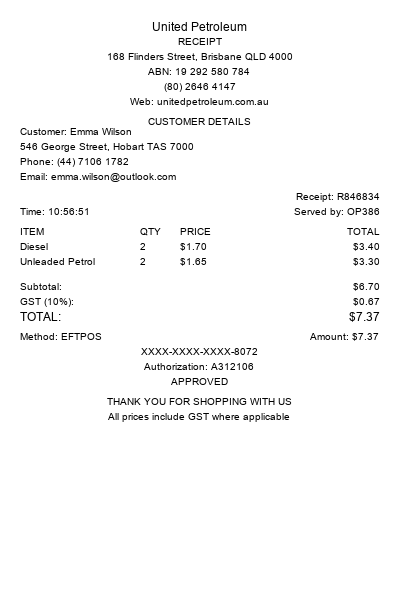 United Petroleum
RECEIPT
168 Flinders Street, Brisbane QLD 4000
ABN: 19 292 580 784
(80) 2646 4147
Web: unitedpetroleum.com.au
CUSTOMER DETAILS
Customer: Emma Wilson
546 George Street, Hobart TAS 7000
Phone: (44) 7106 1782
Email: emma.wilson@outlook.com
Receipt: R846834
Time: 10:56:51 Served by: OP386
ITEM QTY PRICE TOTAL
Diesel 2 $1.70 $3.40
Unleaded Petrol 2 $1.65 $3.30
Subtotal: $6.70
GST (10%): $0.67
TOTAL: $7.37
Method: EFTPOS Amount: $7.37
XXXX-XXXX-XXXX-8072
Authorization: A312106
APPROVED
THANK YOU FOR SHOPPING WITH US
All prices include GST where applicable